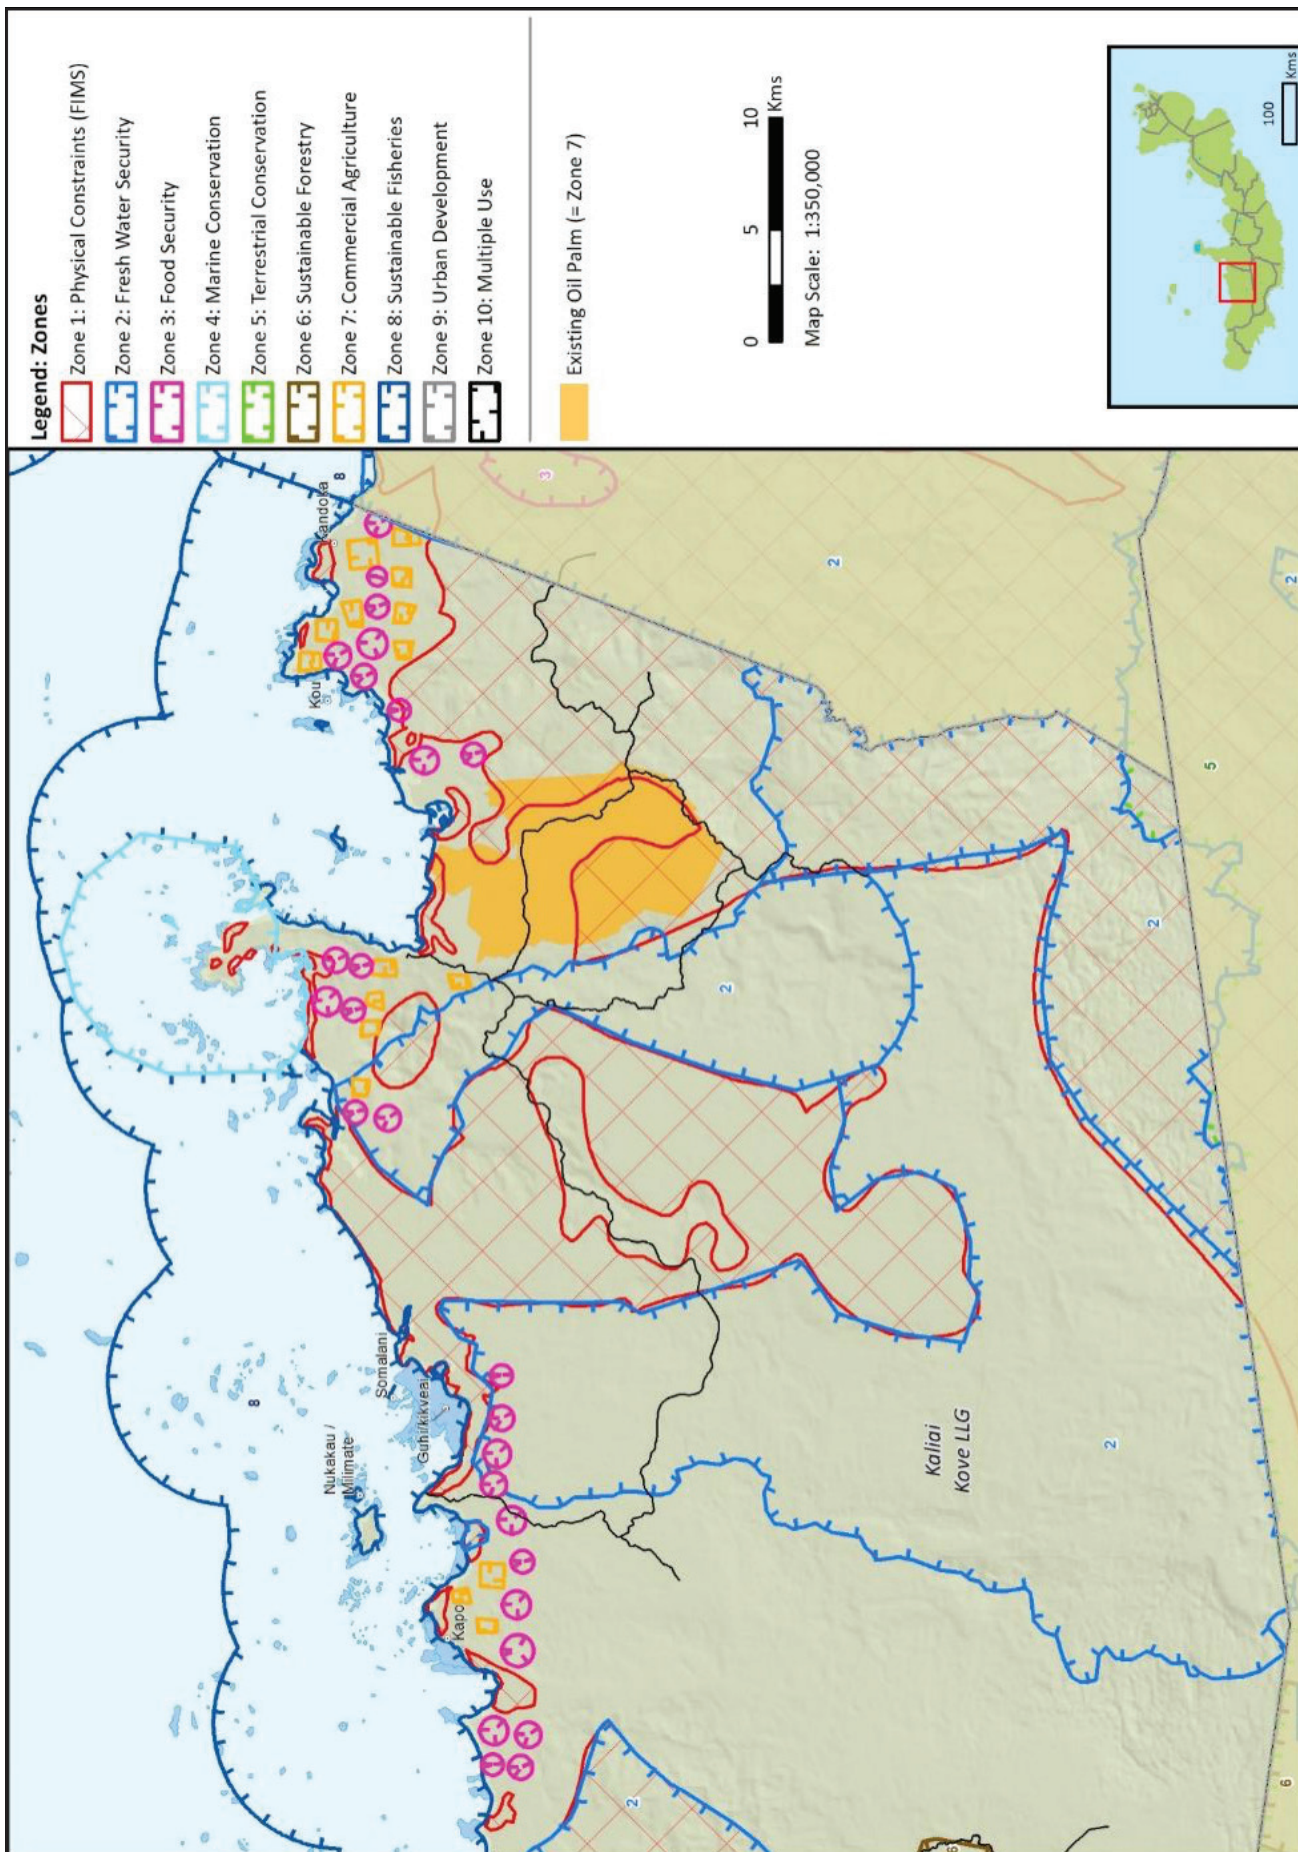 Legend: Zones
Zone 1: Physical Constraints (FIMS)
Zone 2: Fresh Water Security
Zone 3: Food Security
Zone 4: Marine Conservation
Zone 5: Terrestrial Conservation
Zone 6: Sustainable Forestry
Zone 7: Commercial Agriculture
Zone 8: Sustainable Fisheries
Zone 9: Urban Development
Zone 10: Multiple Use
Existing Oil Palm (= Zone 7)
0 5 10
Kms
Map Scale: 1:350,000
100
Kms
Kandoka
8
3
Kou
2
2
5
2
2
Somalani
8
Nukakau /
Milimate
Guhi/kikveai
Kapo
Kaliai
Kove LLG
2
2
6
6